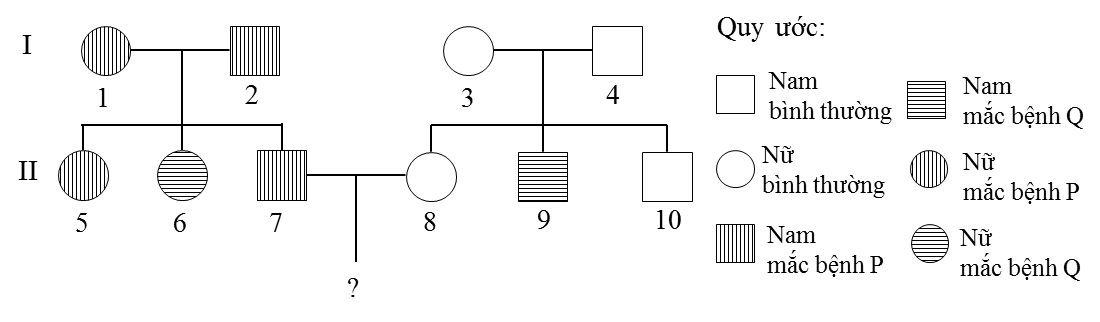 I
1
2
3
4
II
5
6
7
8
9
10
?
Quy ước:
Nam
bình thường
Nam
mắc bệnh Q
Nữ
bình thường
Nữ
mắc bệnh P
Nam
mắc bệnh P
Nữ
mắc bệnh Q